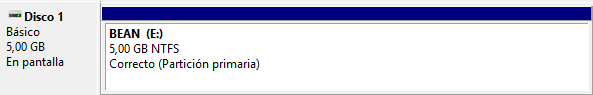 Disco 1
Básico
5,00 GB
En pantalla
BEAN (E:)
5,00 GB NTFS
Correcto (Partición primaria)